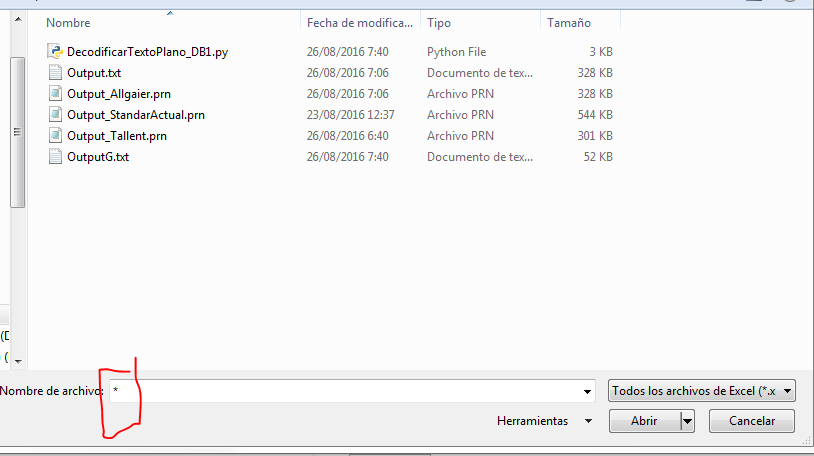 Nombre Fecha de modifica... Tipo Tamaño
DecodificarTextoPlano_DB1.py 26/08/2016 7:40 Python File 3 KB
Output.txt 26/08/2016 7:06 Documento de tex... 328 KB
Output_Allgaier.prn 26/08/2016 7:06 Archivo PRN 328 KB
Output_StandarActual.prn 23/08/2016 12:37 Archivo PRN 544 KB
Output_Tallent.prn 26/08/2016 6:40 Archivo PRN 301 KB
OutputG.txt 26/08/2016 7:40 Documento de tex... 52 KB
(D
(
Nombre de archivo: * Todos los archivos de Excel (*.x
Herramientas Abrir Cancelar